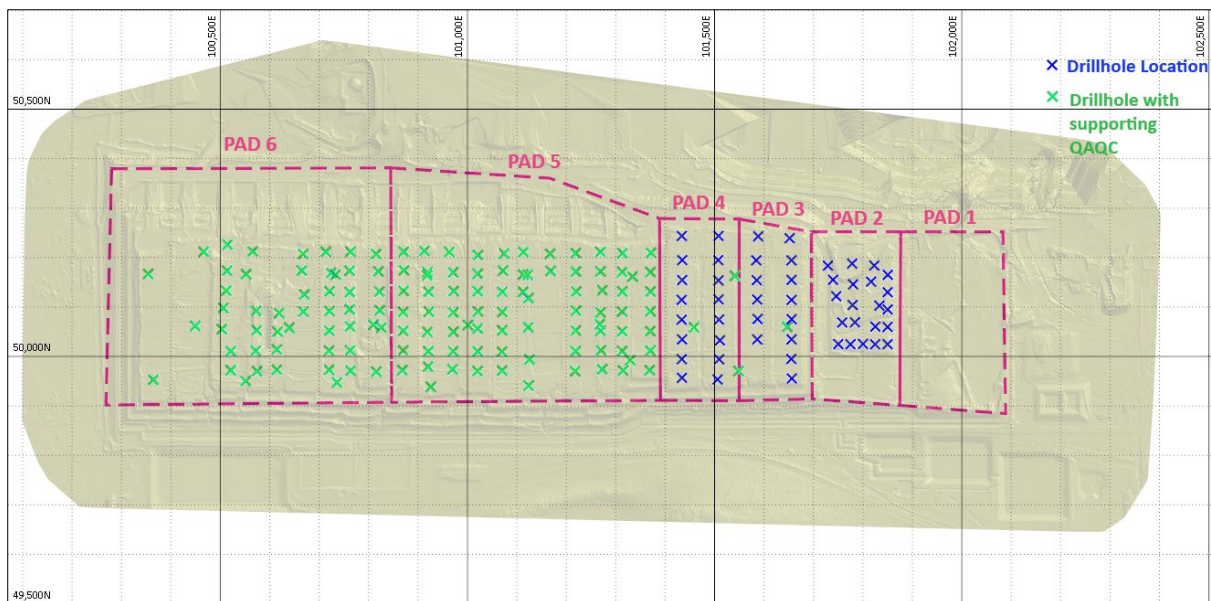 100,500E
101,000E
101,500E
102,000E
102,500E
Drillhole Location
Drillhole with
supporting
QAQC
50,500N
PAD 6
PAD 5
PAD 4
PAD 3
PAD 2
PAD 1
50,000N
49,500N